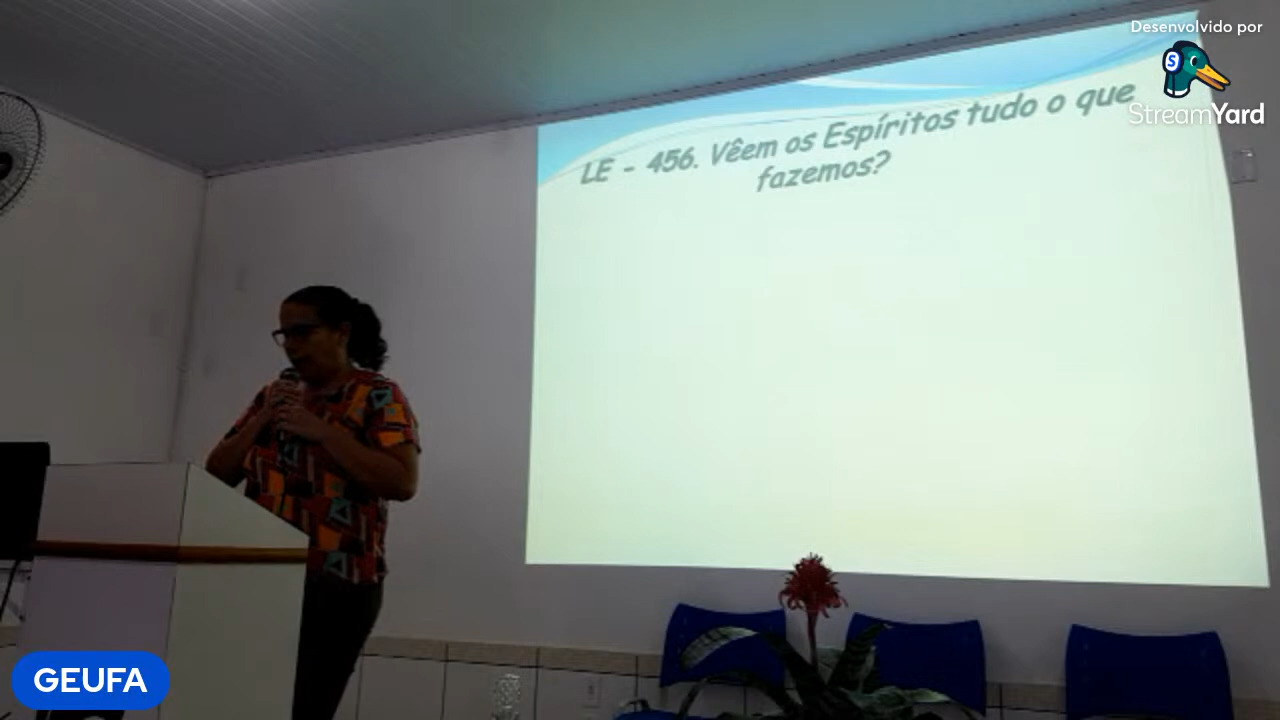 Desenvolvido por
StreamYard
LE - 456. Vêem os Espíritos tudo o que
fazemos?
GEUFA